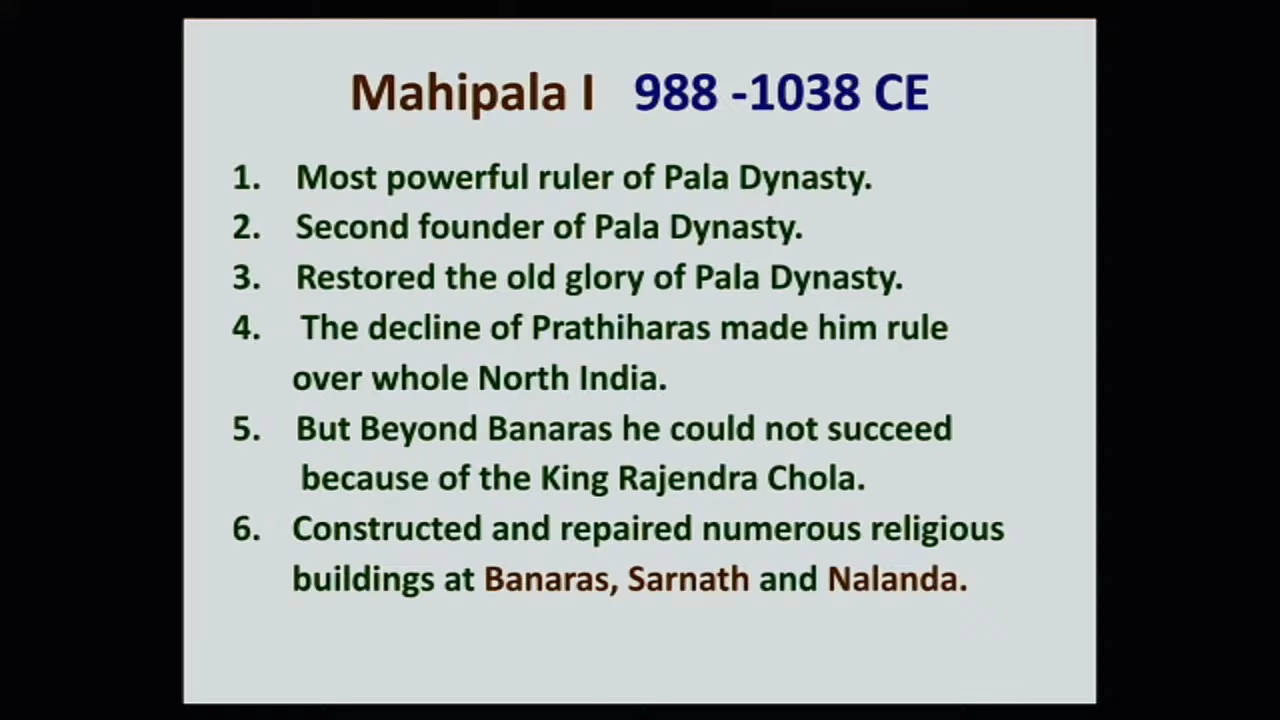 Mahipala I 988 -1038 CE
1. Most powerful ruler of Pala Dynasty.
2. Second founder of Pala Dynasty.
3. Restored the old glory of Pala Dynasty.
4. The decline of Prathiharas made him rule
over whole North India.
5. But Beyond Banaras he could not succeed
because of the King Rajendra Chola.
6. Constructed and repaired numerous religious
buildings at Banaras, Sarnath and Nalanda.